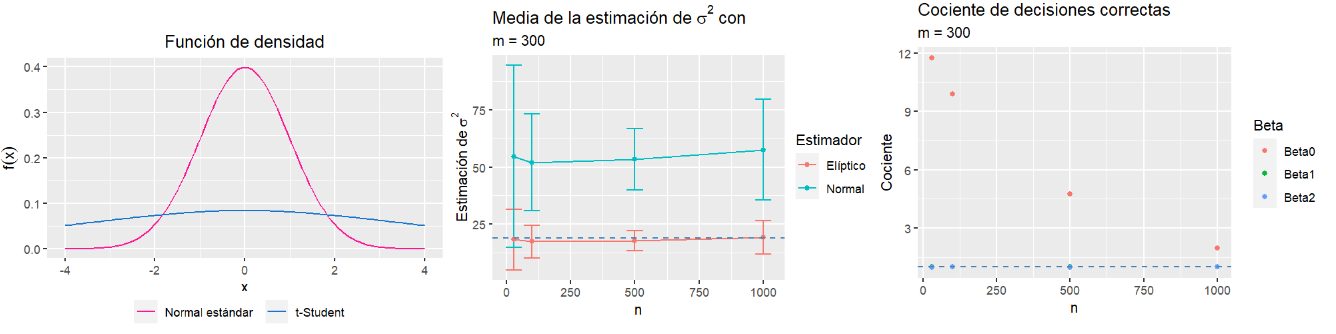 Función de densidad
0.4
0.3
0.2
0.1
0.0
f(x)
-4 -2 0 2 4
x
Normal estándar t-Student
Media de la estimación de σ² con
m = 300
75
50
25
Estimación de σ²
0 250 500 750 1000
n
Estimador
Elíptico
Normal
Cociente de decisiones correctas
m = 300
12
9
6
3
Cociente
0 250 500 750 1000
n
Beta
Beta0
Beta1
Beta2